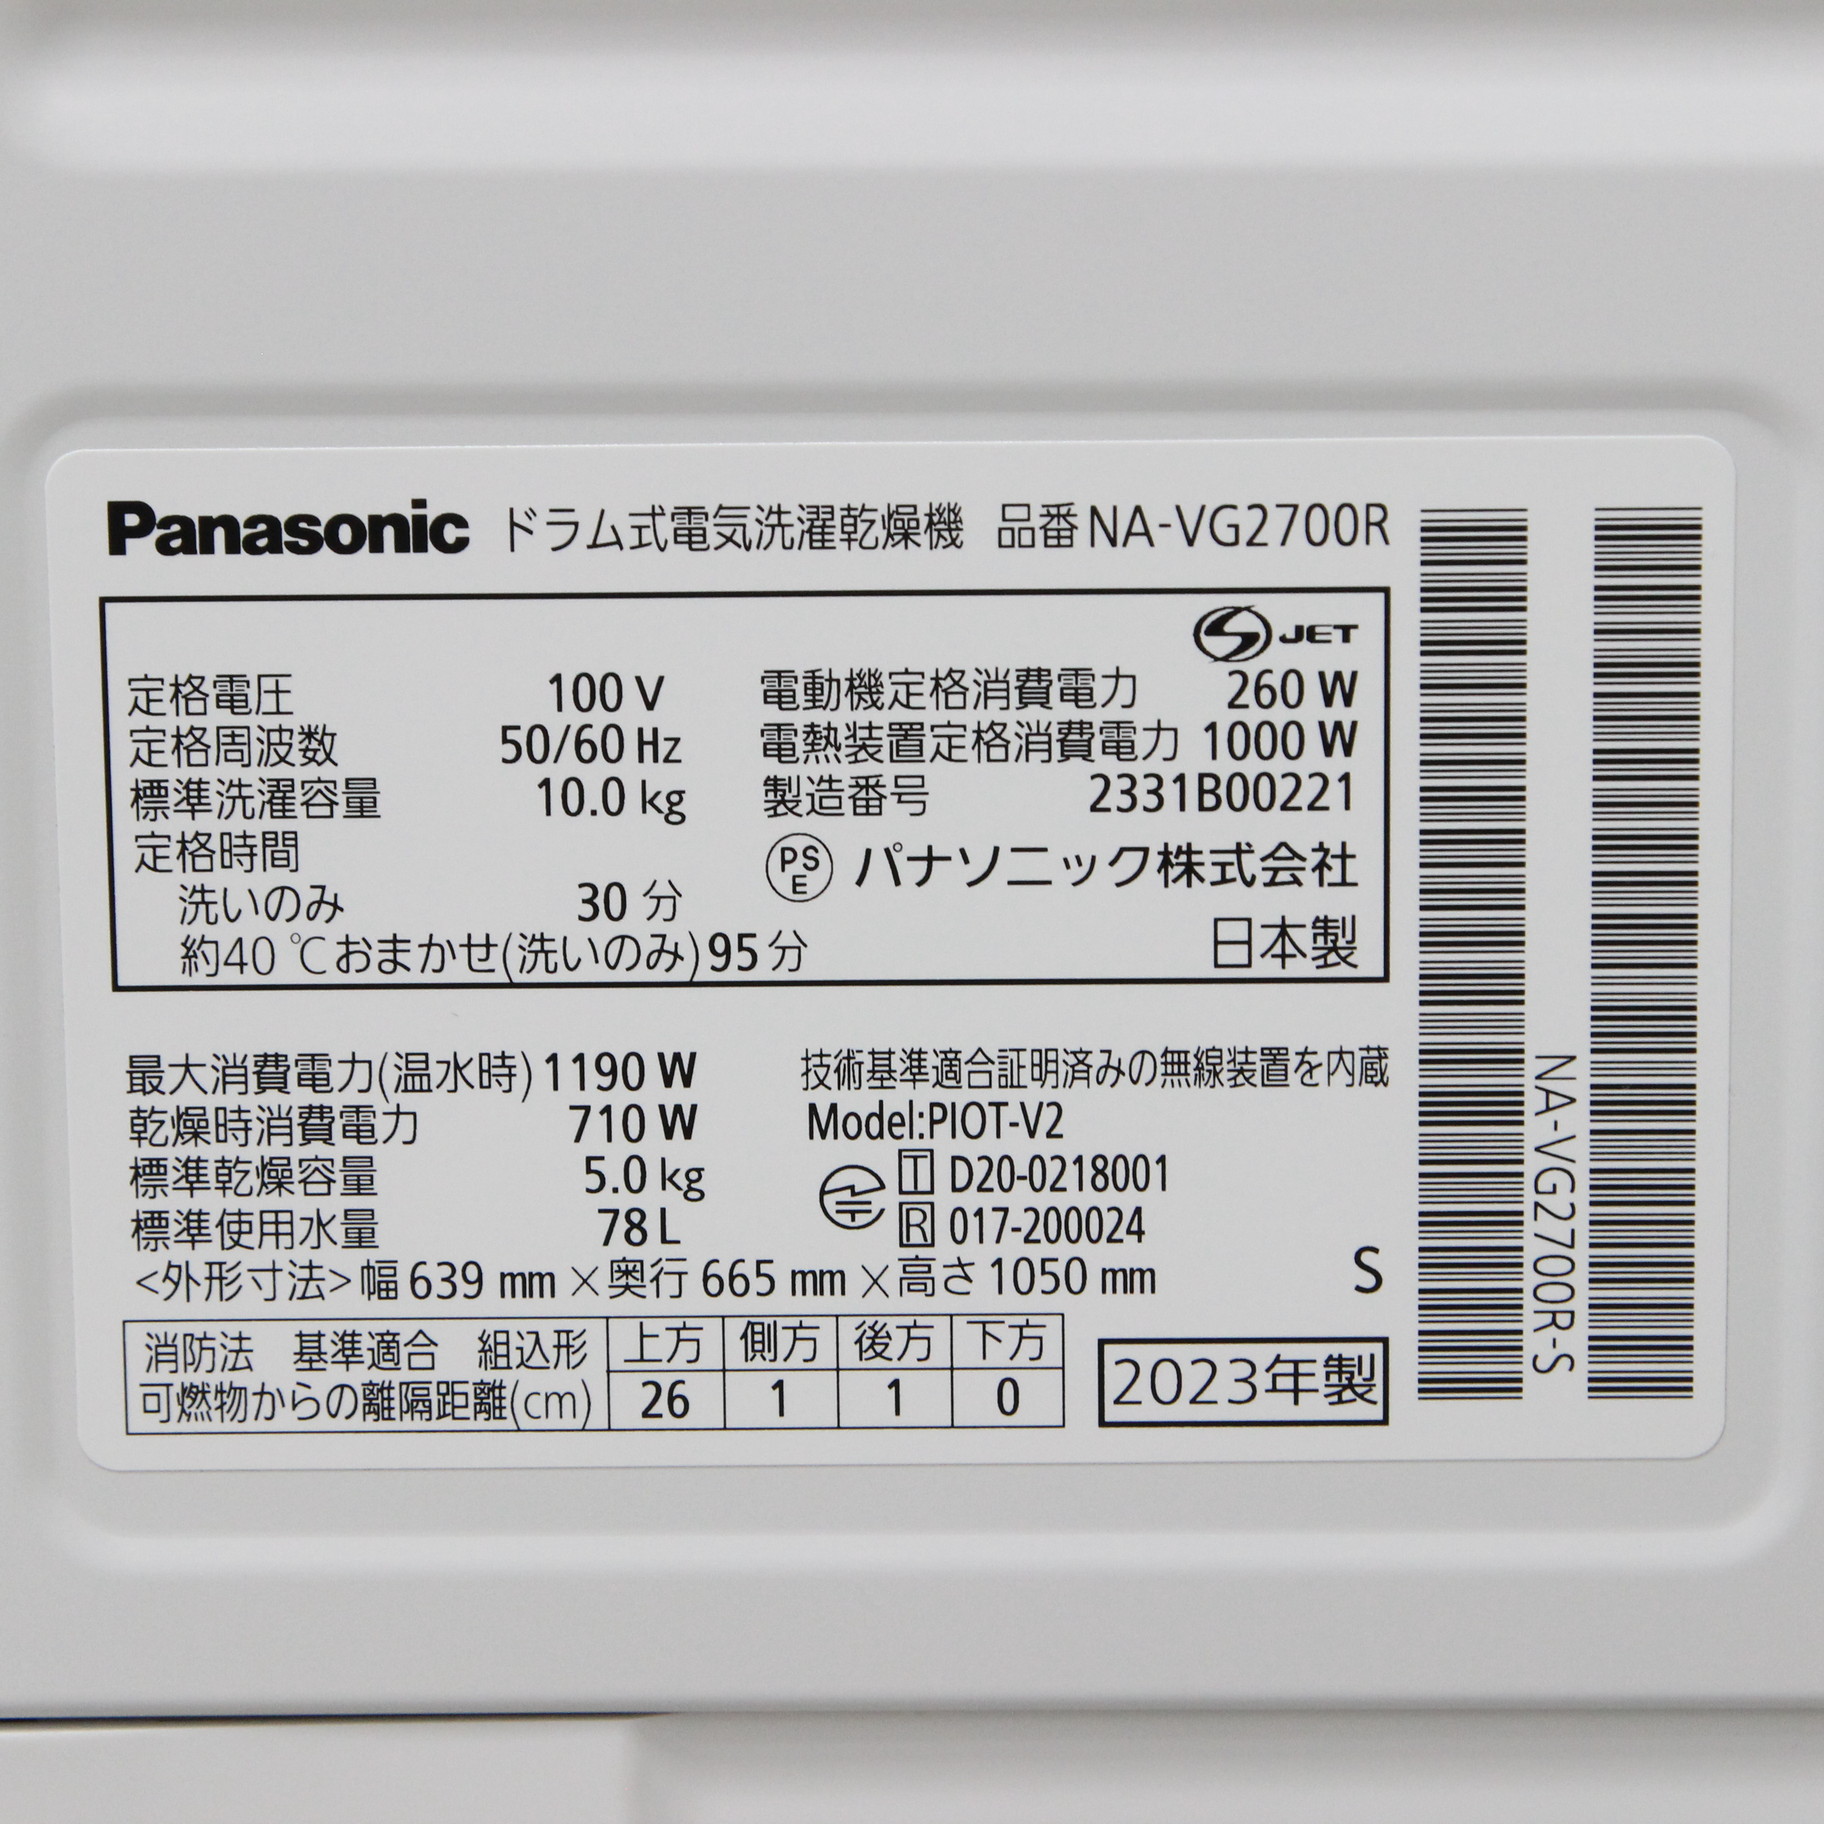 Panasonic ドラム式電気洗濯乾燥機 品番 NA-VG2700R
S JET
定格電圧 100 V
定格周波数 50/60 Hz
標準洗濯容量 10.0 kg
定格時間
洗いのみ 30 分
約40℃おまかせ(洗いのみ) 95 分
電動機定格消費電力 260 W
電熱装置定格消費電力 1000 W
製造番号 2331B00221
PSE パナソニック株式会社
日本製
最大消費電力(温水時) 1190 W
乾燥時消費電力 710 W
標準乾燥容量 5.0 kg
標準使用水量 78 L
<外形寸法>幅 639 mm ×奥行 665 mm ×高さ 1050 mm
技術基準適合証明済みの無線装置を内蔵
Model:PIOT-V2
T D20-0218001
R 017-200024
S
消防法 基準適合 組込形 上方 側方 後方 下方
可燃物からの離隔距離(cm) 26 1 1 0
2023年製
NA-VG2700R-S